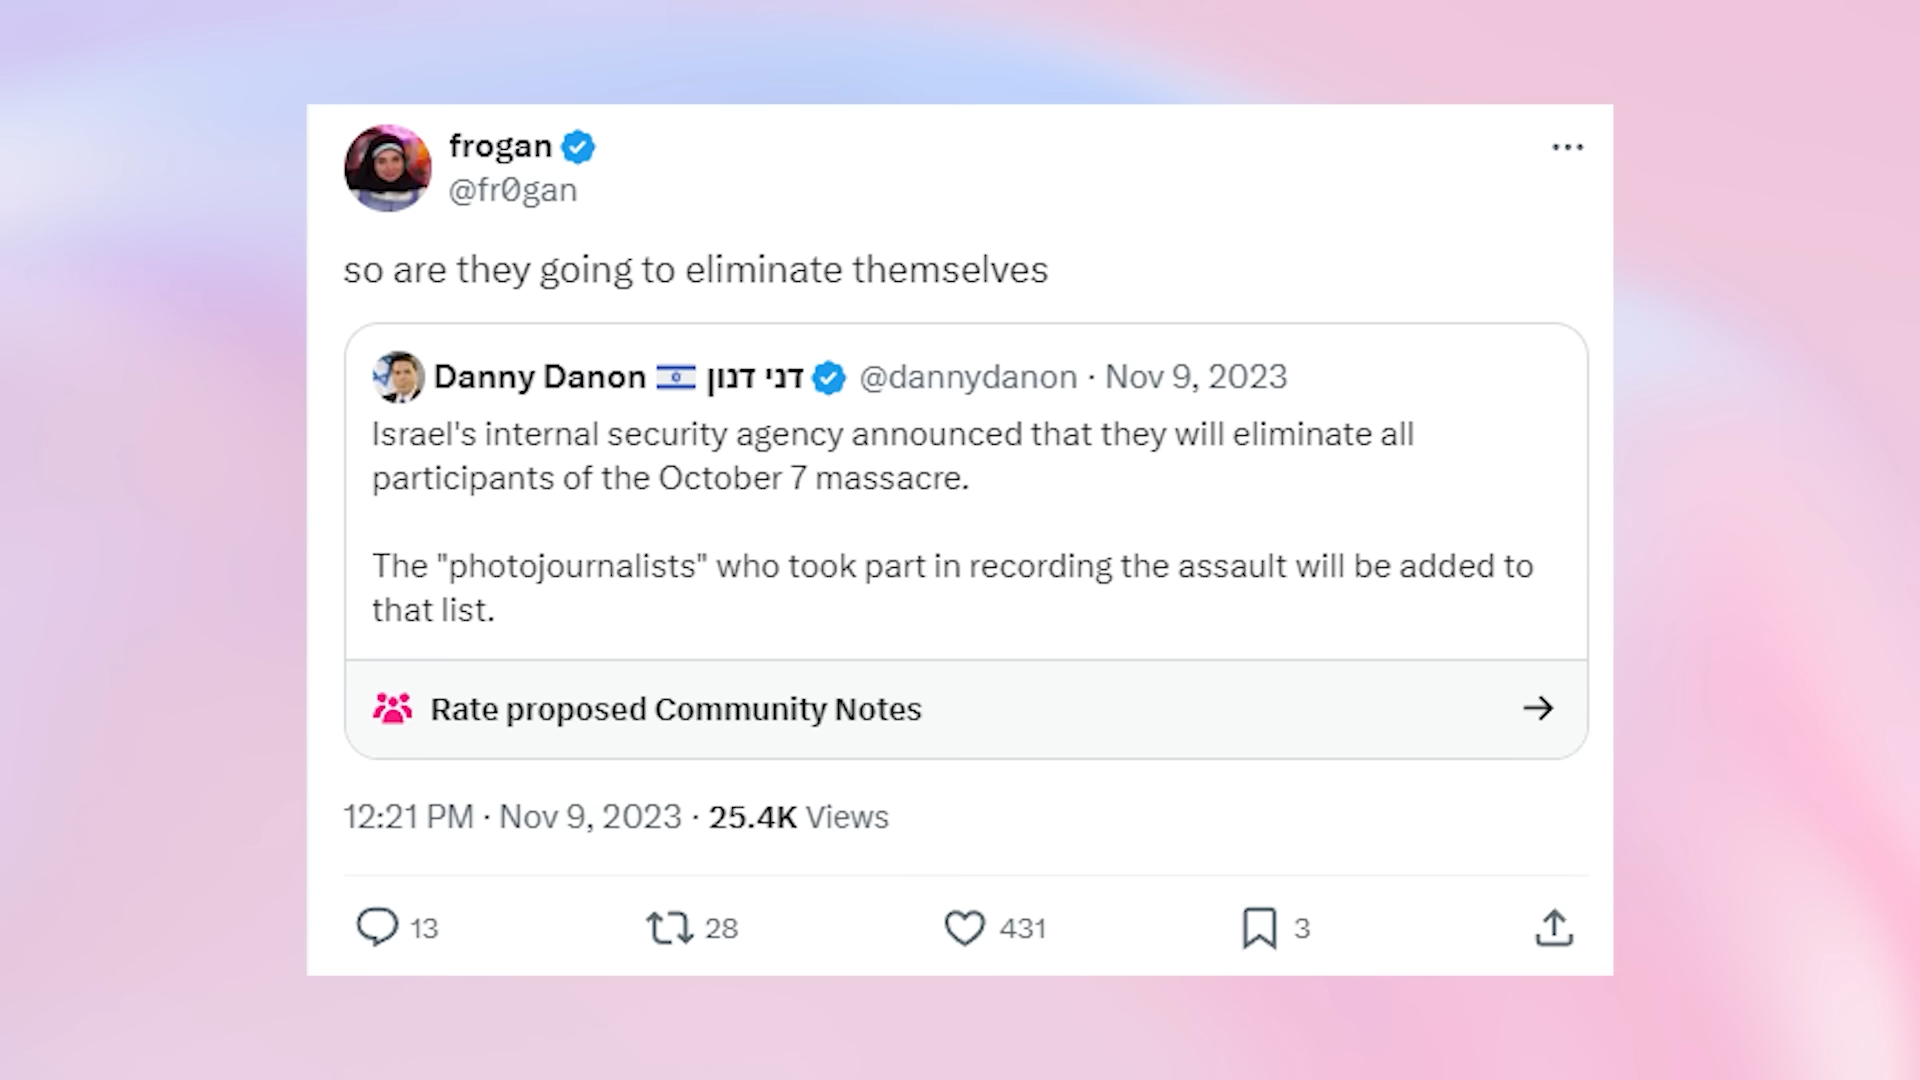 frogan
@fr0gan
so are they going to eliminate themselves
Danny Danon 🇮🇱 דני דנון @dannydanon · Nov 9, 2023
Israel's internal security agency announced that they will eliminate all
participants of the October 7 massacre.
The "photojournalists" who took part in recording the assault will be added to
that list.
Rate proposed Community Notes
12:21 PM · Nov 9, 2023 · 25.4K Views
13 28 431 3